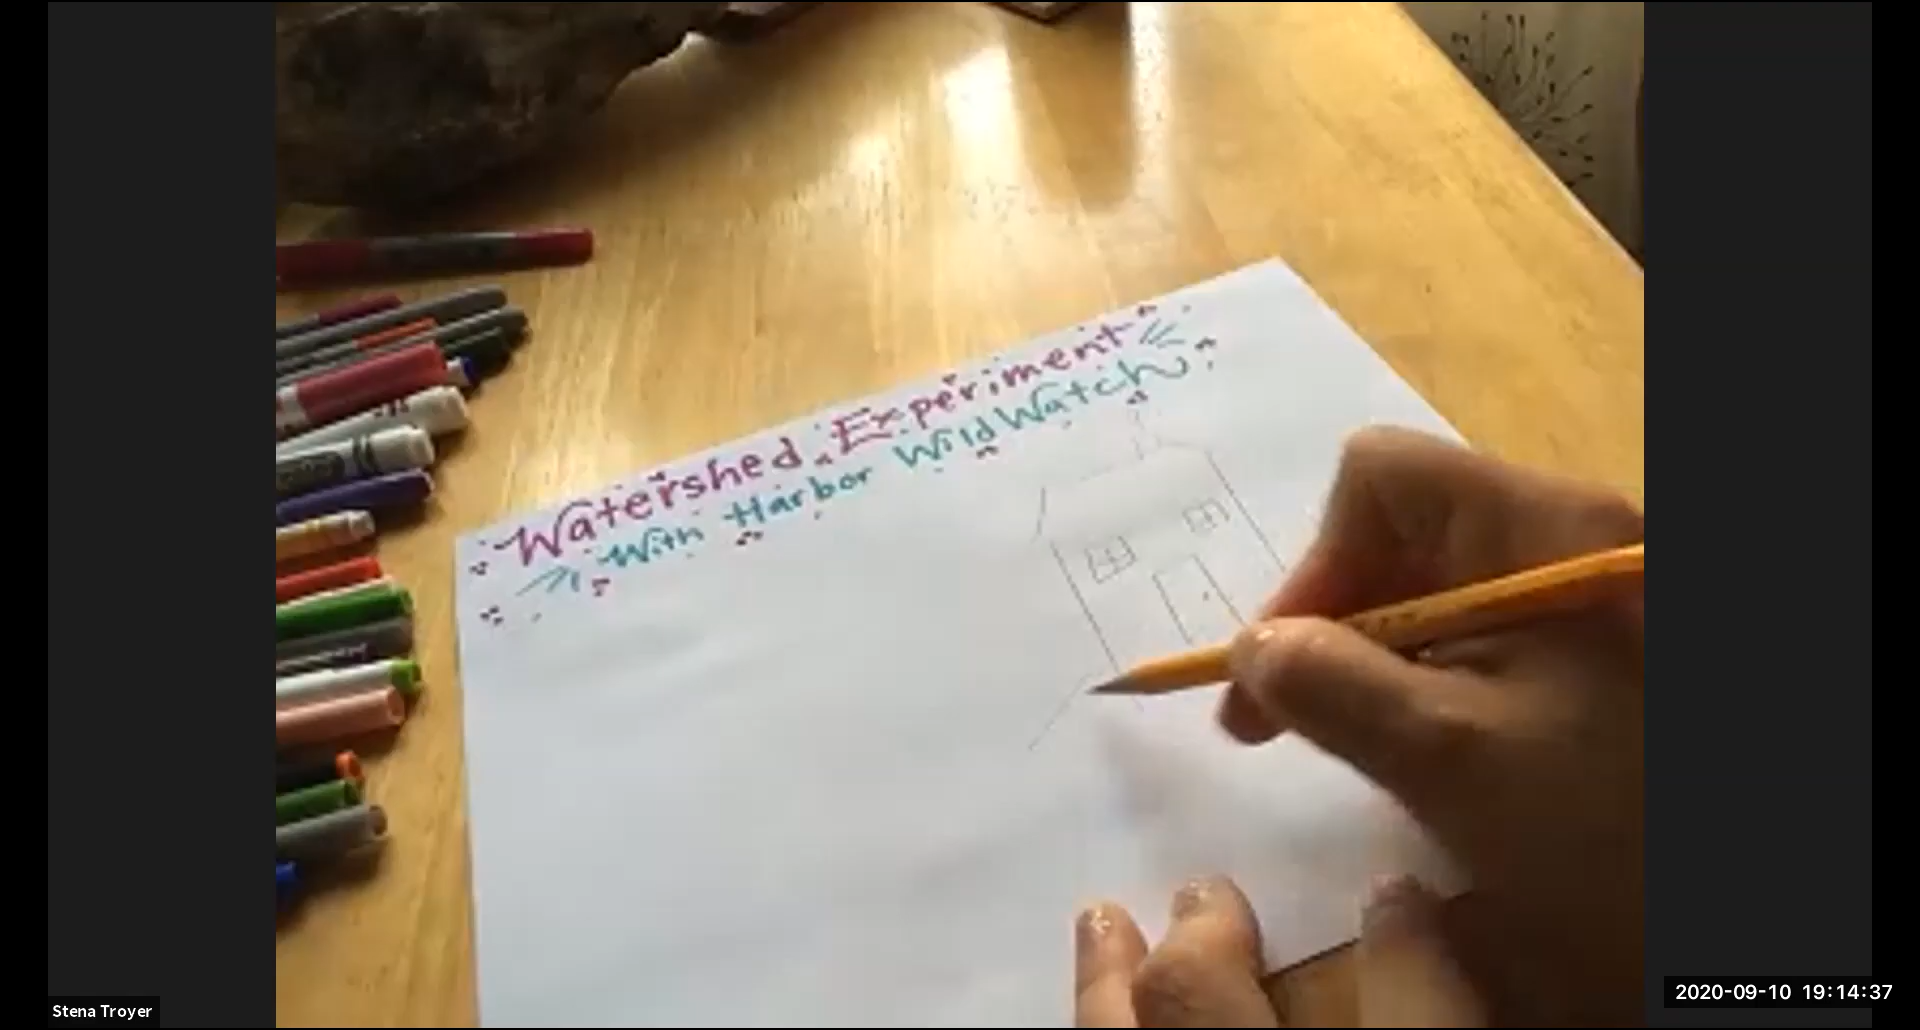 Watershed Experiment
With Harbor WildWatch
Stena Troyer
2020-09-10 19:14:37